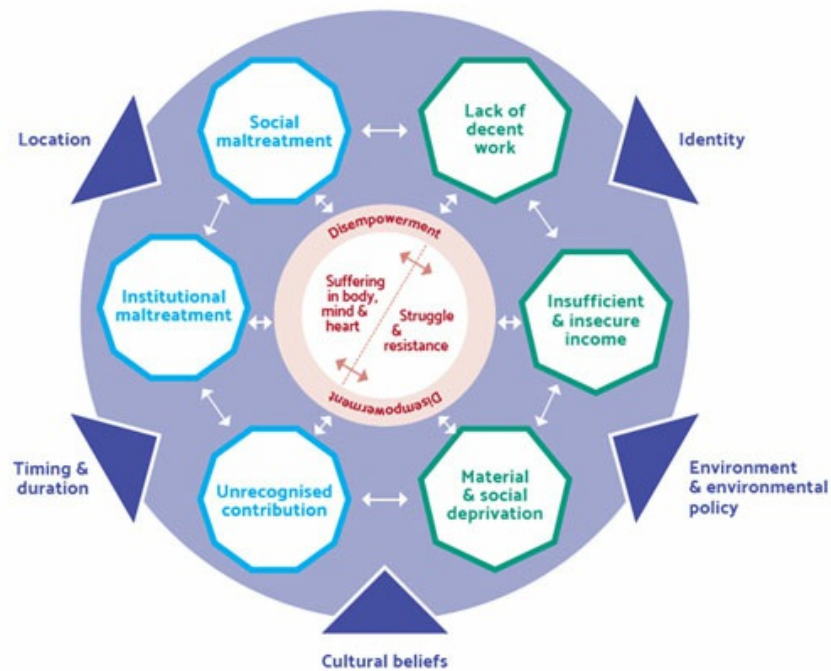 Social
maltreatment
Lack of
decent
work
Location
Identity
Disempowerment
Institutional
maltreatment
Suffering
in body,
mind &
heart
Struggle
&
resistance
Insufficient
& insecure
income
Disempowerment
Timing &
duration
Unrecognised
contribution
Material
& social
deprivation
Environment
& environmental
policy
Cultural beliefs